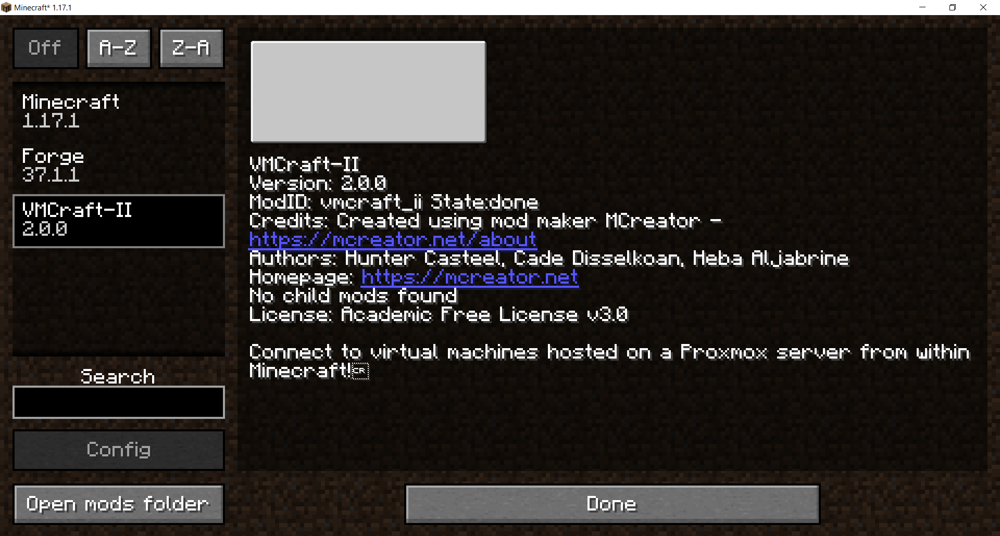 Minecraft* 1.17.1
Off A-Z Z-A
Minecraft
1.17.1
Forge
37.1.1
VMCraft-II
2.0.0
Search
Config
Open mods folder
VMCraft-II
Version: 2.0.0
ModID: vmcraft_ii State:done
Credits: Created using mod maker MCreator -
https://mcreator.net/about
Authors: Hunter Casteel, Cade Disselkoan, Heba Aljabrine
Homepage: https://mcreator.net
No child mods found
License: Academic Free License v3.0
Connect to virtual machines hosted on a Proxmox server from within
Minecraft!␍
Done